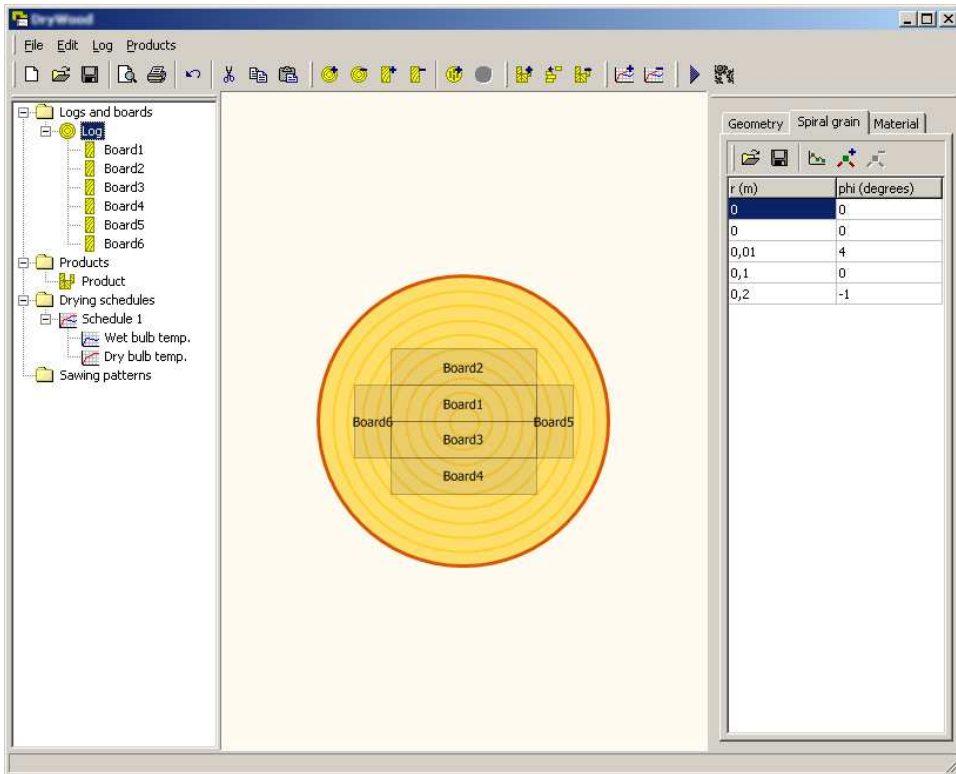 DryWood
File Edit Log Products
Logs and boards
Log
Board1
Board2
Board3
Board4
Board5
Board6
Products
Product
Drying schedules
Schedule 1
Wet bulb temp.
Dry bulb temp.
Sawing patterns
Board2
Board1
Board6
Board5
Board3
Board4
Geometry Spiral grain Material
r (m) phi (degrees)
0 0
0 0
0,01 4
0,1 0
0,2 -1